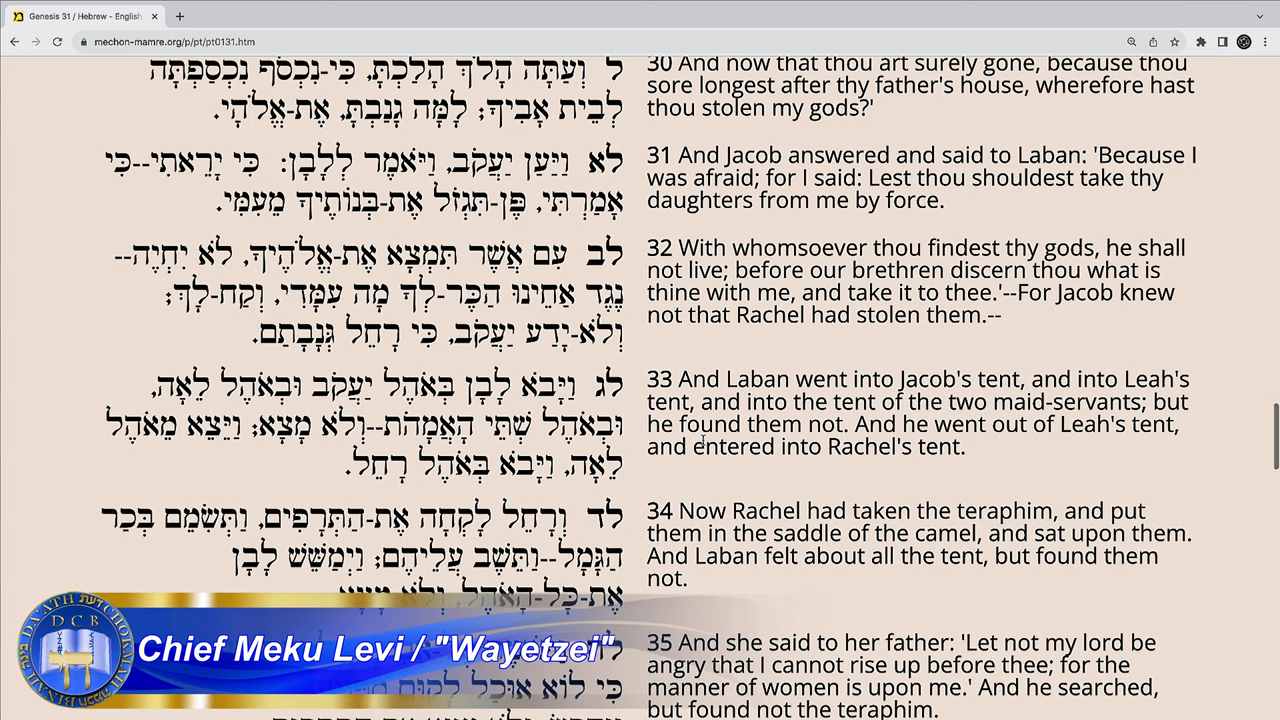 Genesis 31 / Hebrew - English
mechon-mamre.org/p/pt/pt0131.htm
ל וְעַתָּה הָלֹךְ הָלַכְתָּ, כִּי-נִכְסֹף נִכְסַפְתָּה
לְבֵית אָבִיךָ; לָמָּה גָנַבְתָּ, אֶת-אֱלֹהָי.
30 And now that thou art surely gone, because thou
sore longest after thy father's house, wherefore hast
thou stolen my gods?'
לא וַיַּעַן יַעֲקֹב, וַיֹּאמֶר לְלָבָן: כִּי יָרֵאתִי--כִּי
אָמַרְתִּי, פֶּן-תִּגְזֹל אֶת-בְּנוֹתֶיךָ מֵעִמִּי.
31 And Jacob answered and said to Laban: 'Because I
was afraid; for I said: Lest thou shouldest take thy
daughters from me by force.
לב עִם אֲשֶׁר תִּמְצָא אֶת-אֱלֹהֶיךָ, לֹא יִחְיֶה--
נֶגֶד אַחֵינוּ הַכֶּר-לְךָ מָה עִמָּדִי, וְקַח-לָךְ;
וְלֹא-יָדַע יַעֲקֹב, כִּי רָחֵל גְּנָבָתַם.
32 With whomsoever thou findest thy gods, he shall
not live; before our brethren discern thou what is
thine with me, and take it to thee.'--For Jacob knew
not that Rachel had stolen them.--
לג וַיָּבֹא לָבָן בְּאֹהֶל יַעֲקֹב וּבְאֹהֶל לֵאָה,
וּבְאֹהֶל שְׁתֵּי הָאֲמָהֹת--וְלֹא מָצָא; וַיֵּצֵא מֵאֹהֶל
לֵאָה, וַיָּבֹא בְּאֹהֶל רָחֵל.
33 And Laban went into Jacob's tent, and into Leah's
tent, and into the tent of the two maid-servants; but
he found them not. And he went out of Leah's tent,
and entered into Rachel's tent.
לד וְרָחֵל לָקְחָה אֶת-הַתְּרָפִים, וַתְּשִׂמֵם בְּכַר
הַגָּמָל--וַתֵּשֶׁב עֲלֵיהֶם; וַיְמַשֵּׁשׁ לָבָן
אֶת-כָּל-הָאֹהֶל, וְלֹא מָצָא
34 Now Rachel had taken the teraphim, and put
them in the saddle of the camel, and sat upon them.
And Laban felt about all the tent, but found them
not.
כִּי לוֹא אוּכַל לָקוּם
35 And she said to her father: 'Let not my lord be
angry that I cannot rise up before thee; for the
manner of women is upon me.' And he searched,
but found not the teraphim.
DCB
Chief Meku Levi / "Wayetzei"